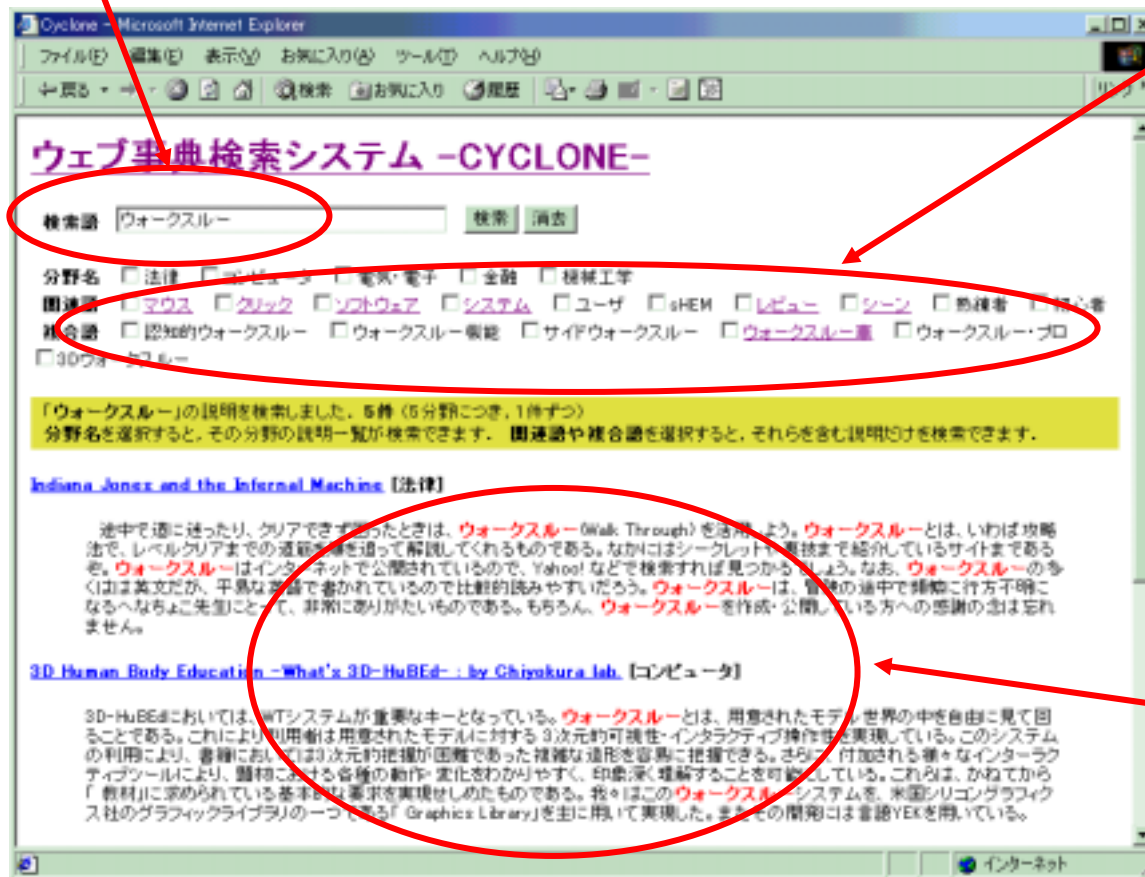 Cyclone - Microsoft Internet Explorer
ファイル(F) 編集(E) 表示(V) お気に入り(A) ツール(T) ヘルプ(H)
戻る 検索 お気に入り 履歴 リンク
ウェブ事典検索システム -CYCLONE-
検索語 ウォークスルー 検索 消去
分野名 法律 コンピュータ 電気・電子 金融 機械工学
関連語 マウス クリック ソフトウェア システム ユーザ sHEM レビュー シーン 熟練者 初心者
複合語 認知的ウォークスルー ウォークスルー機能 サイドウォークスルー ウォークスルー車 ウォークスルー・ブロ
3Dウォークスルー
「ウォークスルー」の説明を検索しました. 5件 (5分野につき, 1件ずつ)
分野名を選択すると, その分野の説明一覧が検索できます. 関連語や複合語を選択すると, それらを含む説明だけを検索できます.
Indiana Jones and the Infernal Machine [法律]
途中で道に迷ったり、クリアできず困ったときは、ウォークスルー(Walk Through)を活用しよう。ウォークスルーとは、いわば攻略
法で、レベルクリアまでの道筋を順を追って解説してくれるものである。なかにはシークレットや裏技まで紹介しているサイトまである
ぞ。ウォークスルーはインターネットで公開されているので、Yahoo! などで検索すれば見つかるでしょう。なお、ウォークスルーの多
くは英文だが、平易な英語で書かれているので比較的読みやすいだろう。ウォークスルーは、冒険の途中で頻繁に行方不明に
なるへなちょこ先生にとって、非常にありがたいものである。もちろん、ウォークスルーを作成・公開している方への感謝の念は忘れ
ません。
3D Human Body Education -What's 3D-HuBEd- : by Chiyokura lab. [コンピュータ]
3D-HuBEdにおいては、WTシステムが重要なキーとなっている。ウォークスルーとは、用意されたモデル世界の中を自由に見て回
ることである。これにより利用者は用意されたモデルに対する3次元的可視性・インタラクティブ操作性を実現している。このシステム
の利用により、書籍においては3次元的把握が困難であった複雑な造形を容易に把握できる。さらに、付加される様々なインターラク
ティブツールにより、題材における各種の動作・変化をわかりやすく、印象深く理解することを可能としている。これらは、かねてから
「教材」に求められている基本的な要求を実現せしめたものである。我々はこのウォークスルーシステムを、米国シリコングラフィク
ス社のグラフィックライブラリの一つである「Graphics Library」を主に用いて実現した。またその開発には言語YEKを用いている。
インターネット